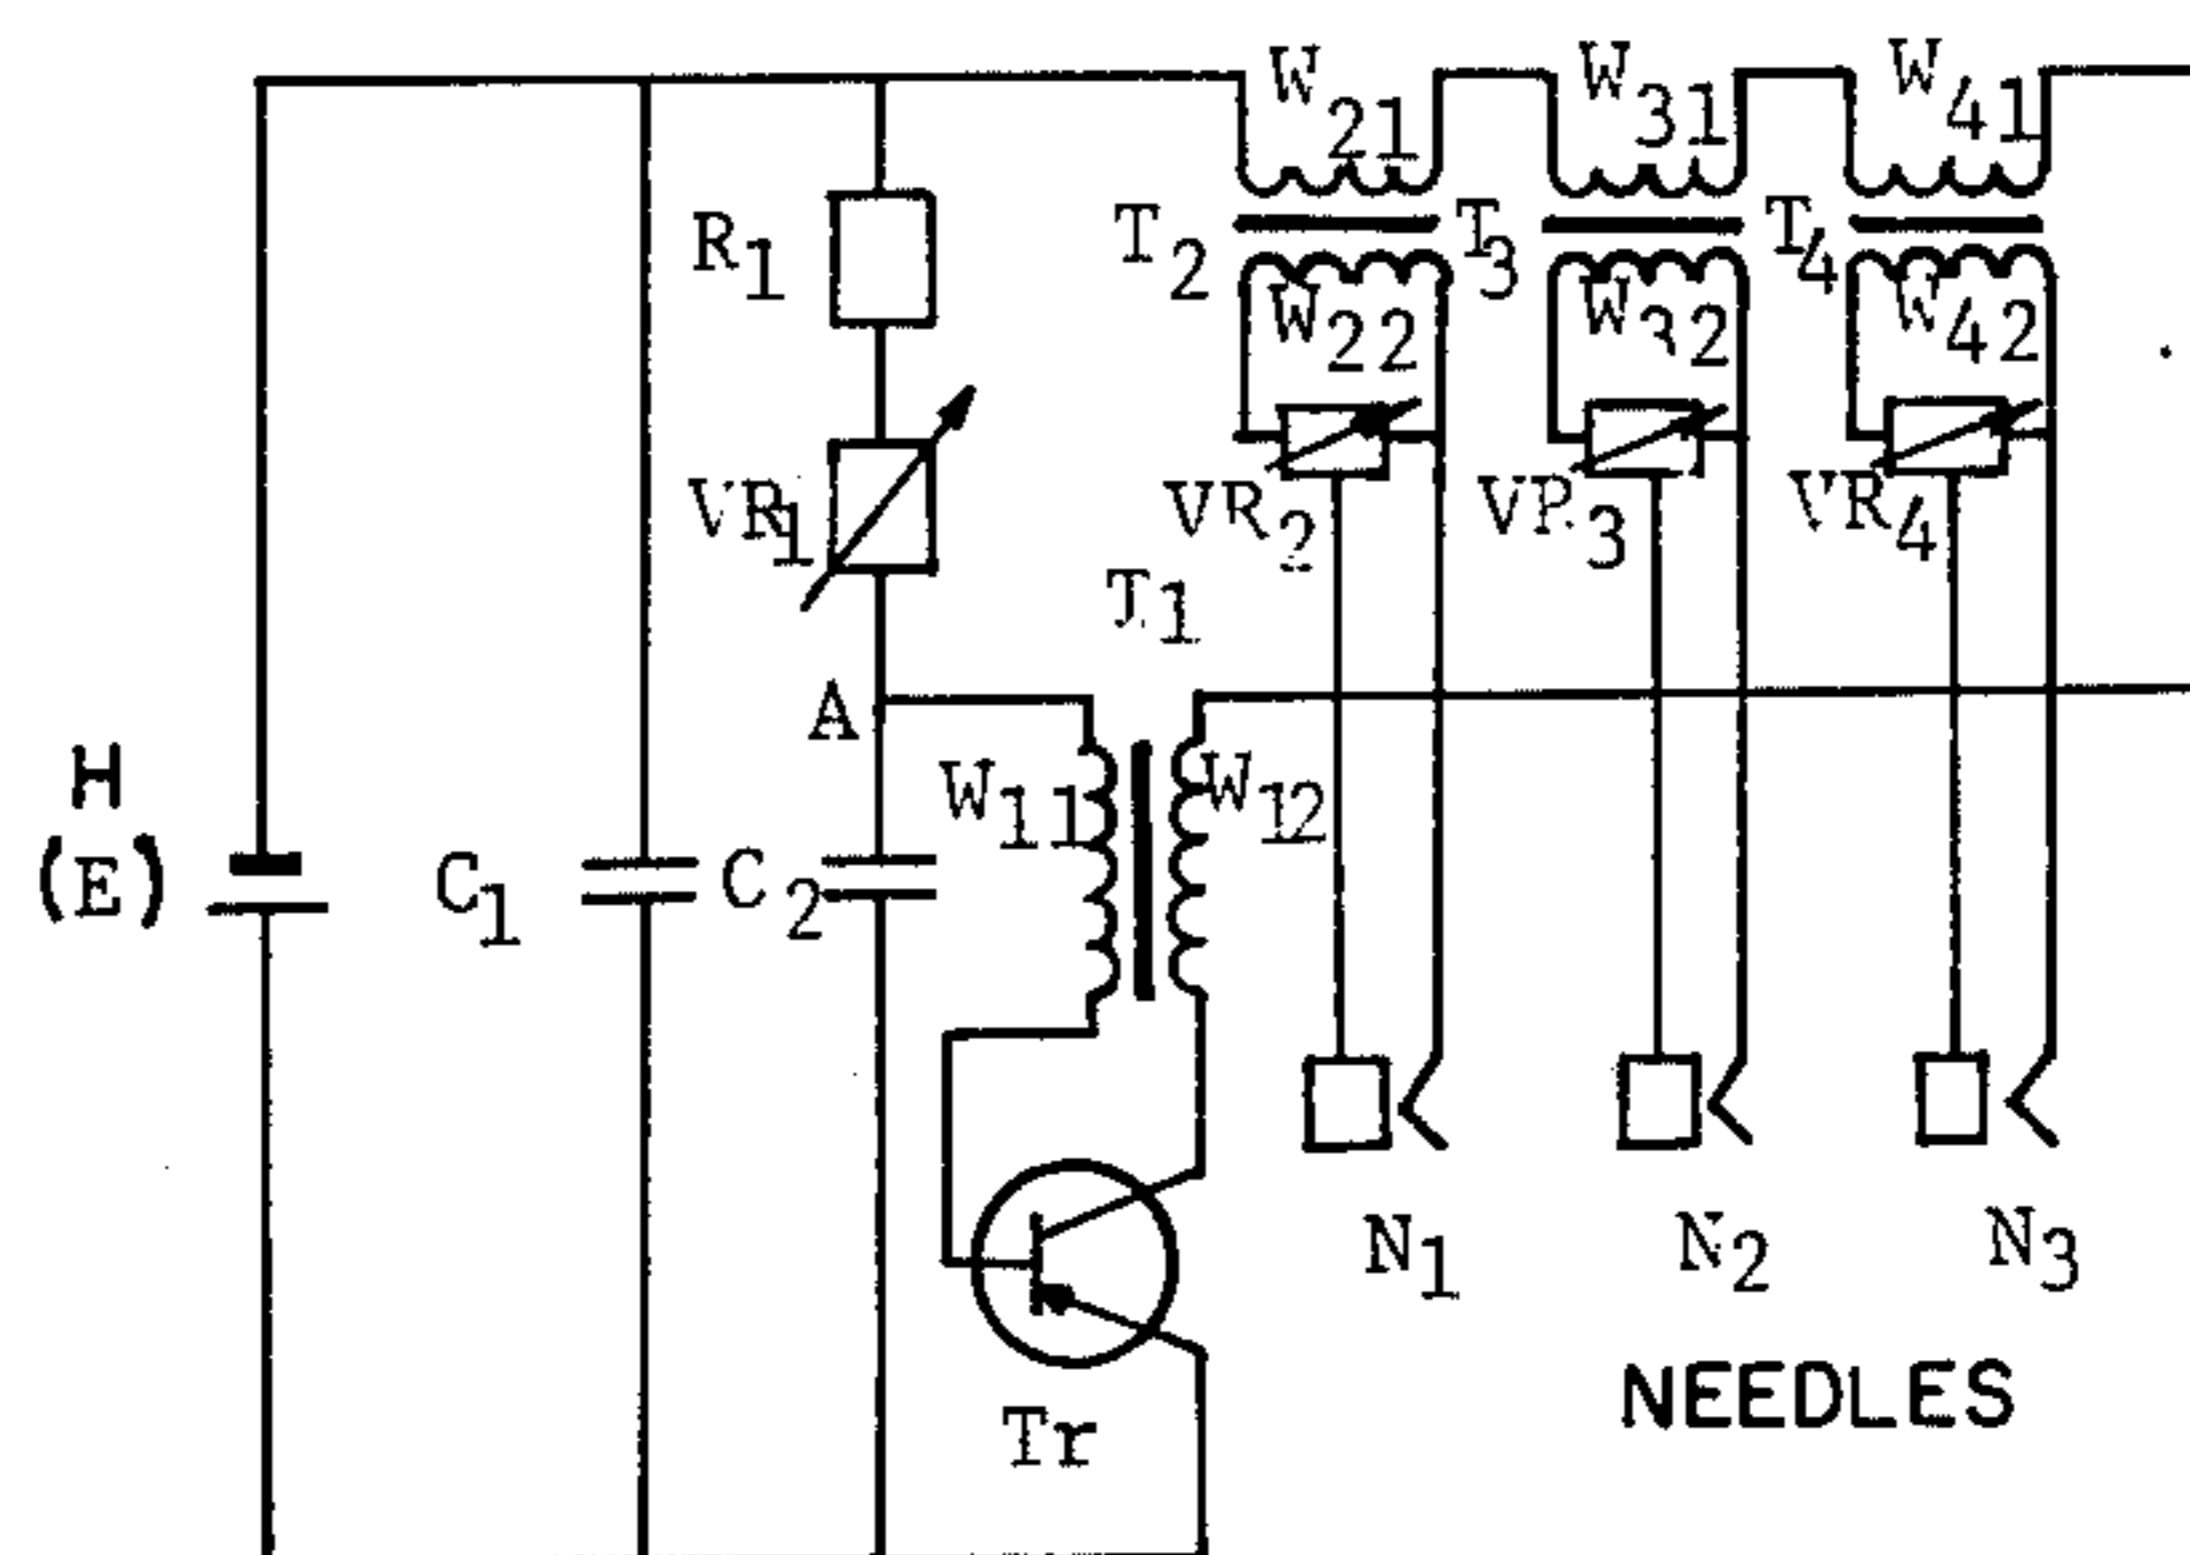 W21 W31 W41
R1 T2 T3 T4
W22 W32 W42
VR1 VR2 VR3 VR4
T1
A
H
(E)
W11 W12
C1 C2
N1 N2 N3
NEEDLES
Tr